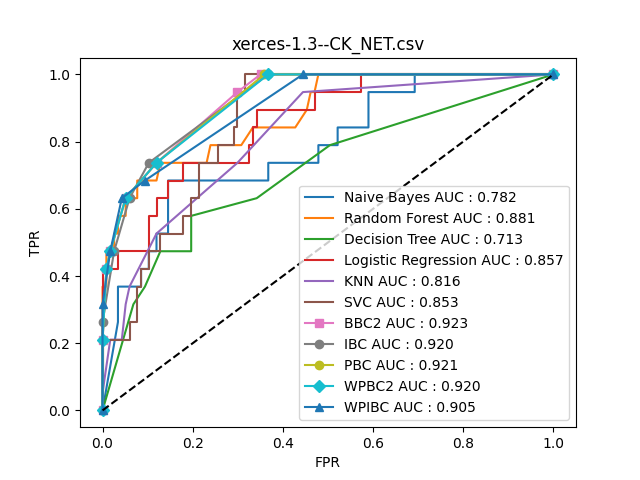 xerces-1.3--CK_NET.csv
TPR
1.0
0.8
0.6
0.4
0.2
0.0
Naive Bayes AUC : 0.782
Random Forest AUC : 0.881
Decision Tree AUC : 0.713
Logistic Regression AUC : 0.857
KNN AUC : 0.816
SVC AUC : 0.853
BBC2 AUC : 0.923
IBC AUC : 0.920
PBC AUC : 0.921
WPBC2 AUC : 0.920
WPIBC AUC : 0.905
0.0 0.2 0.4 0.6 0.8 1.0
FPR